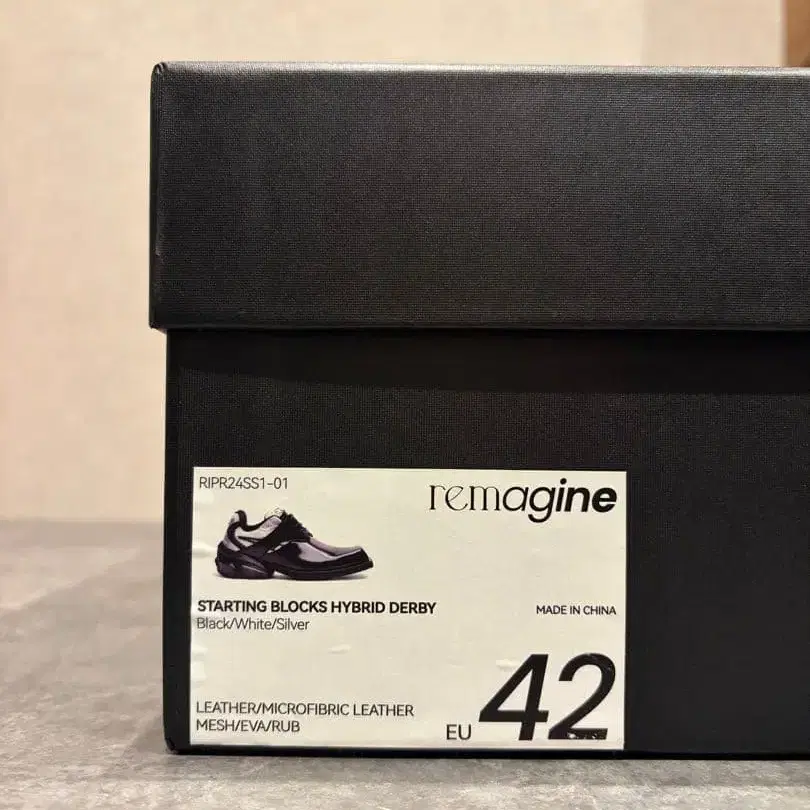 RIPR24SS1-01
remagine
STARTING BLOCKS HYBRID DERBY
Black/White/Silver
MADE IN CHINA
LEATHER/MICROFIBRIC LEATHER
MESH/EVA/RUB
EU 42